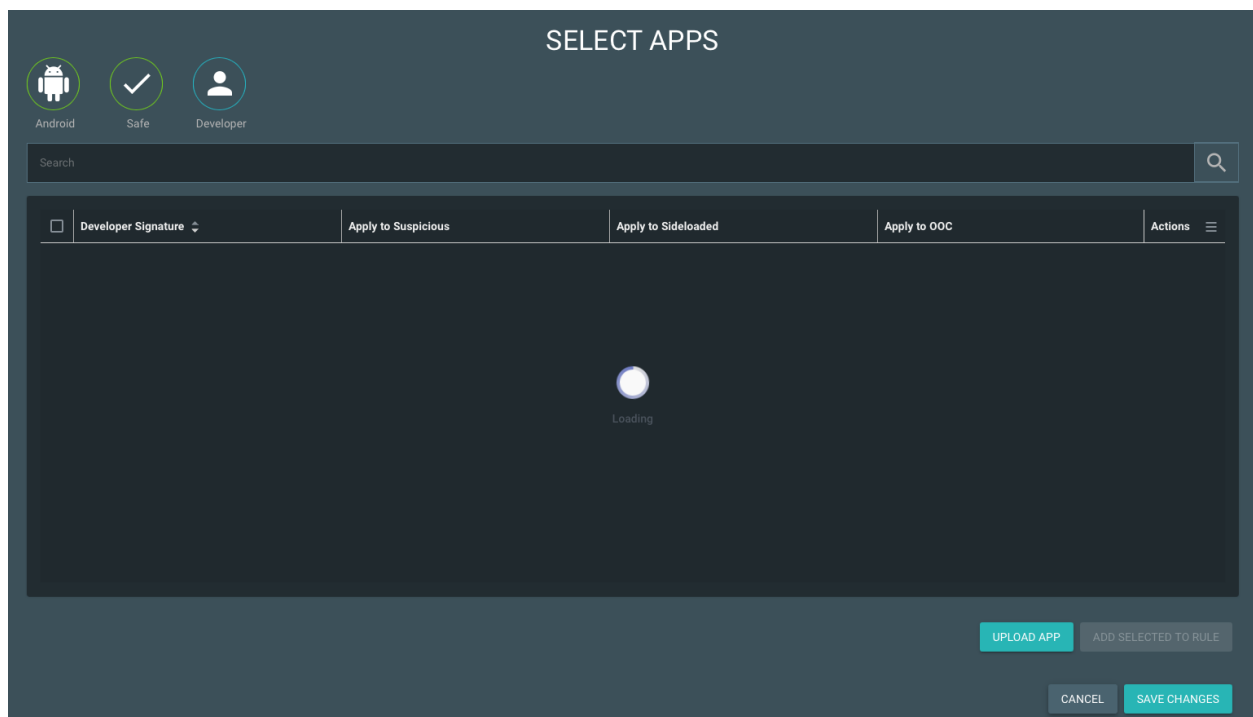 SELECT APPS
Android Safe Developer
Search
Developer Signature Apply to Suspicious Apply to Sideloaded Apply to OOC Actions
Loading
UPLOAD APP ADD SELECTED TO RULE
CANCEL SAVE CHANGES